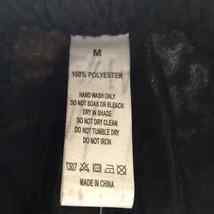 M
100% POLYESTER
HAND WASH ONLY
DO NOT SOAK OR BLEACH
DRY IN SHADE
DO NOT DRY CLEAN
DO NOT TUMBLE DRY
DO NOT IRON
MADE IN CHINA